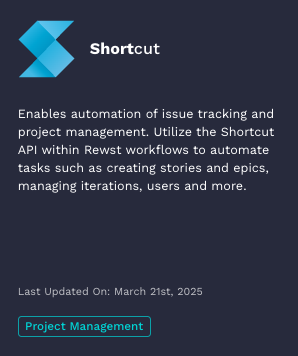 Shortcut
Enables automation of issue tracking and
project management. Utilize the Shortcut
API within Rewst workflows to automate
tasks such as creating stories and epics,
managing iterations, users and more.
Last Updated On: March 21st, 2025
Project Management